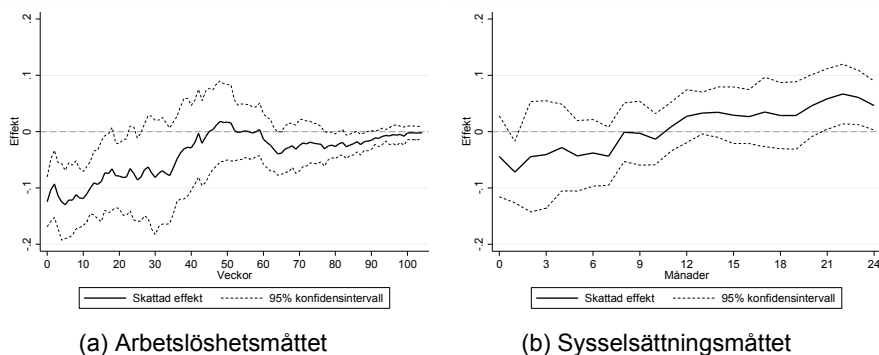 .2
.1
0
-.1
-.2
Effekt
0 10 20 30 40 50 60 70 80 90 100
Veckor
Skattad effekt 95% konfidensintervall
(a) Arbetslöshetsmåttet
.2
.1
0
-.1
-.2
Effekt
0 3 6 9 12 15 18 21 24
Månader
Skattad effekt 95% konfidensintervall
(b) Sysselsättningsmåttet